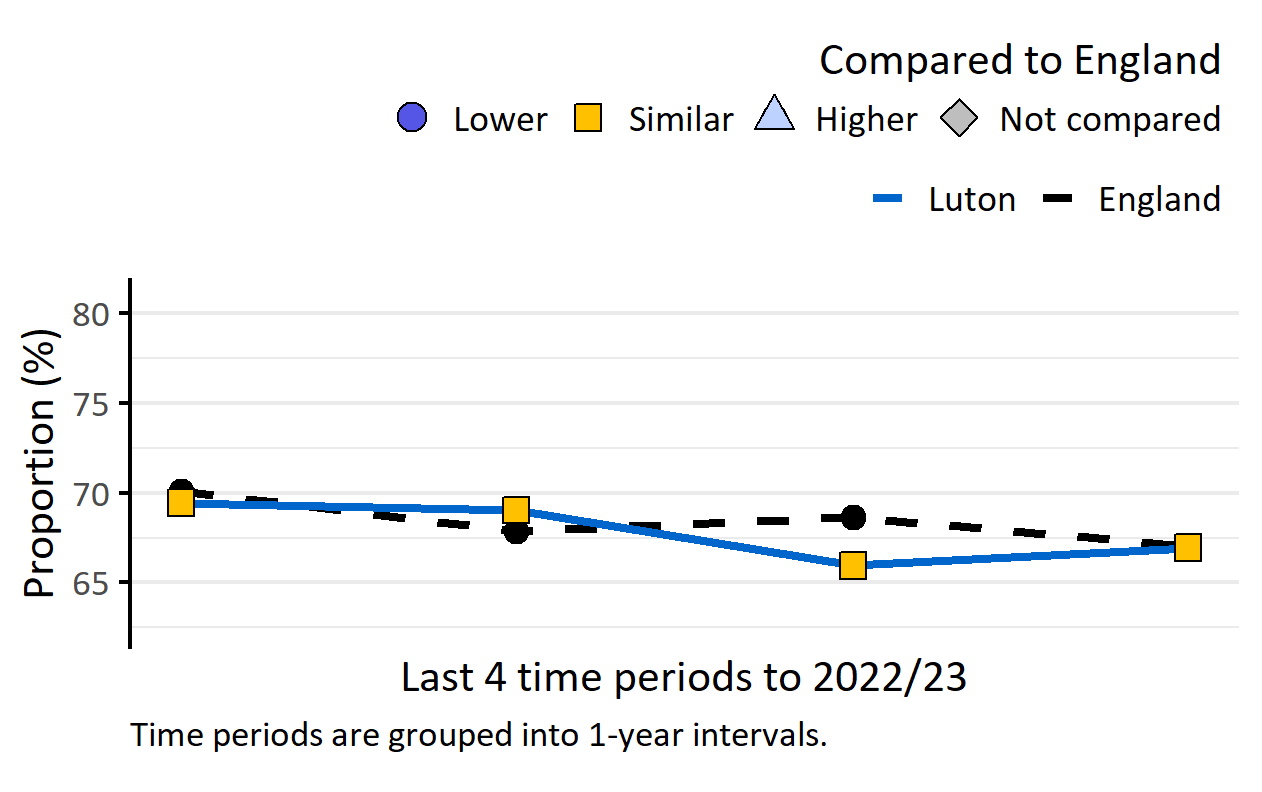 Compared to England
Lower Similar Higher Not compared
Luton England
80
75
70
65
Proportion (%)
Last 4 time periods to 2022/23
Time periods are grouped into 1-year intervals.